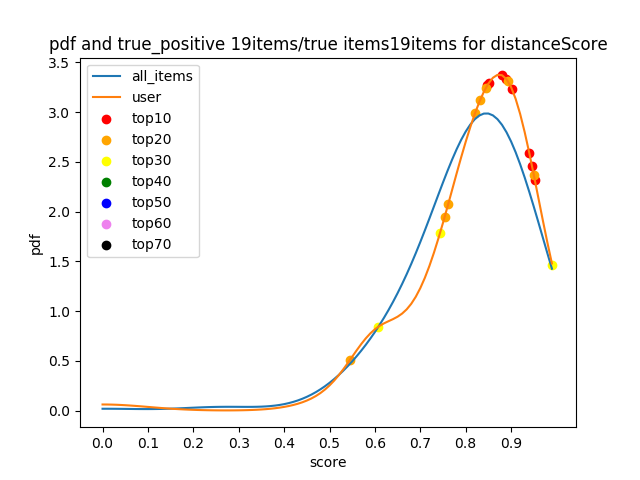 pdf and true_positive 19items/true items19items for distanceScore
3.5
3.0
2.5
2.0
1.5
1.0
0.5
0.0
pdf
all_items
user
top10
top20
top30
top40
top50
top60
top70
0.0 0.1 0.2 0.3 0.4 0.5 0.6 0.7 0.8 0.9
score